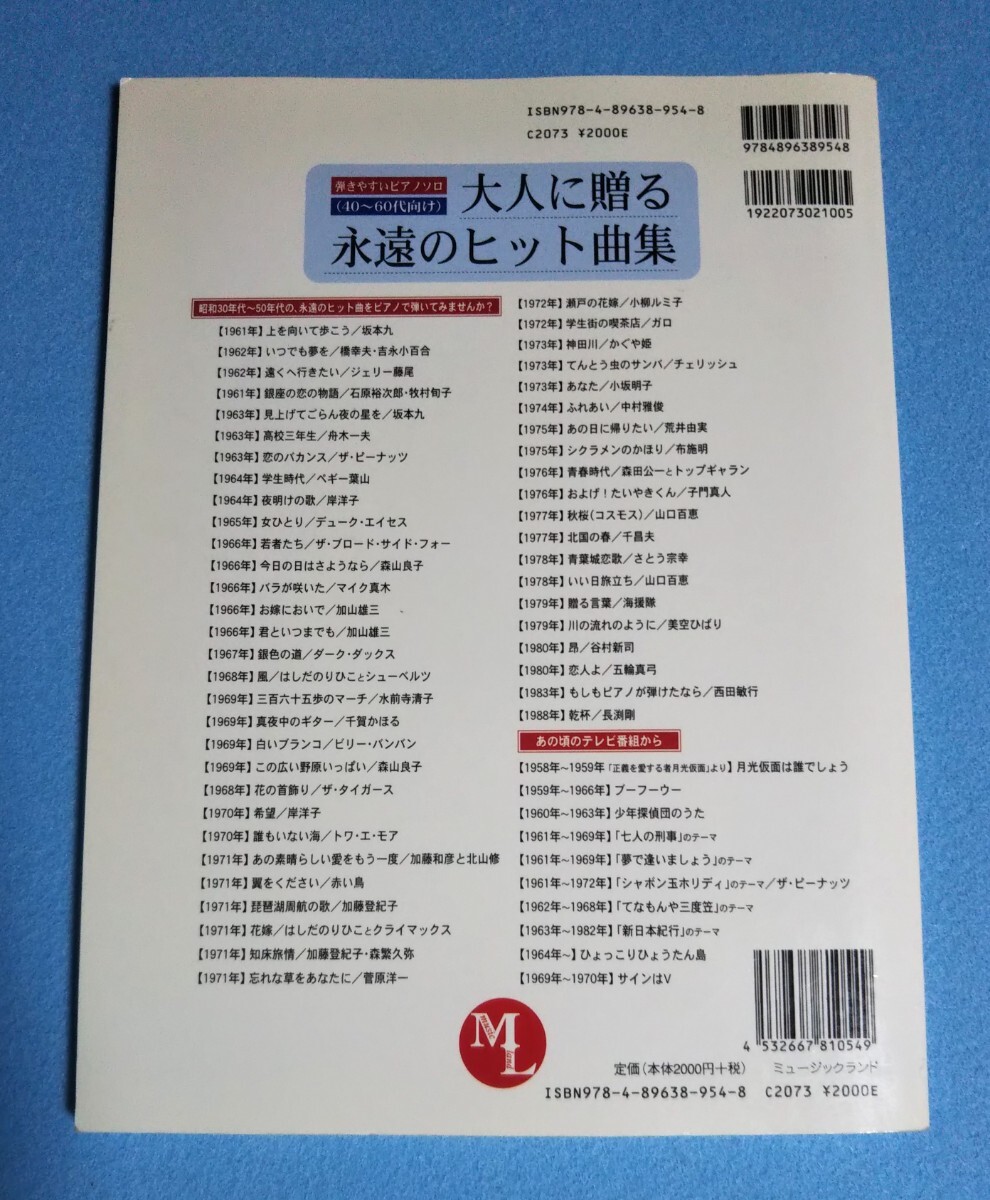 ISBN978-4-89638-954-8
C2073 ¥2000E
9784896389548
1922073021005
弾きやすいピアノソロ
(40〜60代向け)
大人に贈る
永遠のヒット曲集
昭和30年代〜50年代の、永遠のヒット曲をピアノで弾いてみませんか?
【1961年】上を向いて歩こう/坂本九
【1962年】いつでも夢を/橋幸夫・吉永小百合
【1962年】遠くへ行きたい/ジェリー藤尾
【1961年】銀座の恋の物語/石原裕次郎・牧村旬子
【1963年】見上げてごらん夜の星を/坂本九
【1963年】高校三年生/舟木一夫
【1963年】恋のバカンス/ザ・ピーナッツ
【1964年】学生時代/ペギー葉山
【1964年】夜明けの歌/岸洋子
【1965年】女ひとり/デューク・エイセス
【1966年】若者たち/ザ・ブロード・サイド・フォー
【1966年】今日の日はさようなら/森山良子
【1966年】バラが咲いた/マイク真木
【1966年】お嫁においで/加山雄三
【1966年】君といつまでも/加山雄三
【1967年】銀色の道/ダーク・ダックス
【1968年】風/はしだのりひことシューベルツ
【1969年】三百六十五歩のマーチ/水前寺清子
【1969年】真夜中のギター/千賀かほる
【1969年】白いブランコ/ビリー・バンバン
【1969年】この広い野原いっぱい/森山良子
【1968年】花の首飾り/ザ・タイガース
【1970年】希望/岸洋子
【1970年】誰もいない海/トワ・エ・モア
【1971年】あの素晴らしい愛をもう一度/加藤和彦と北山修
【1971年】翼をください/赤い鳥
【1971年】琵琶湖周航の歌/加藤登紀子
【1971年】花嫁/はしだのりひことクライマックス
【1971年】知床旅情/加藤登紀子・森繁久弥
【1971年】忘れな草をあなたに/菅原洋一
【1972年】瀬戸の花嫁/小柳ルミ子
【1972年】学生街の喫茶店/ガロ
【1973年】神田川/かぐや姫
【1973年】てんとう虫のサンバ/チェリッシュ
【1973年】あなた/小坂明子
【1974年】ふれあい/中村雅俊
【1975年】あの日に帰りたい/荒井由実
【1975年】シクラメンのかほり/布施明
【1976年】青春時代/森田公一とトップギャラン
【1976年】およげ!たいやきくん/子門真人
【1977年】秋桜(コスモス)/山口百恵
【1977年】北国の春/千昌夫
【1978年】青葉城恋歌/さとう宗幸
【1978年】いい日旅立ち/山口百恵
【1979年】贈る言葉/海援隊
【1979年】川の流れのように/美空ひばり
【1980年】昴/谷村新司
【1980年】恋人よ/五輪真弓
【1983年】もしもピアノが弾けたなら/西田敏行
【1988年】乾杯/長渕剛
あの頃のテレビ番組から
【1958年〜1959年「正義を愛する者月光仮面」より】月光仮面は誰でしょう
【1959年〜1966年】ブーフーウー
【1960年〜1963年】少年探偵団のうた
【1961年〜1969年】「七人の刑事」のテーマ
【1961年〜1969年】「夢で逢いましょう」のテーマ
【1961年〜1972年】「シャボン玉ホリディ」のテーマ/ザ・ピーナッツ
【1962年〜1968年】「てなもんや三度笠」のテーマ
【1963年〜1982年】「新日本紀行」のテーマ
【1964年〜】ひょっこりひょうたん島
【1969年〜1970年】サインはV
M music
L land
4 532667 810549
定価(本体2000円+税) ミュージックランド
ISBN978-4-89638-954-8 C2073 ¥2000E